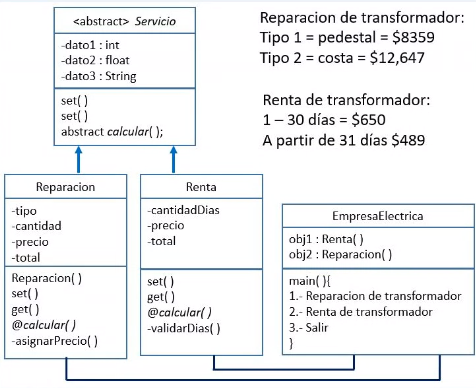 <abstract> Servicio
-dato1 : int
-dato2 : float
-dato3 : String
set( )
set( )
abstract calcular( );
Reparacion de transformador:
Tipo 1 = pedestal = $8359
Tipo 2 = costa = $12,647
Renta de transformador:
1 – 30 días = $650
A partir de 31 días $489
Reparacion
-tipo
-cantidad
-precio
-total
Reparacion( )
set( )
get( )
@calcular( )
-asignarPrecio( )
Renta
-cantidadDias
-precio
-total
set( )
get( )
@calcular( )
-validarDias( )
EmpresaElectrica
obj1 : Renta( )
obj2 : Reparacion( )
main( ){
1.- Reparacion de transformador
2.- Renta de transformador
3.- Salir
}